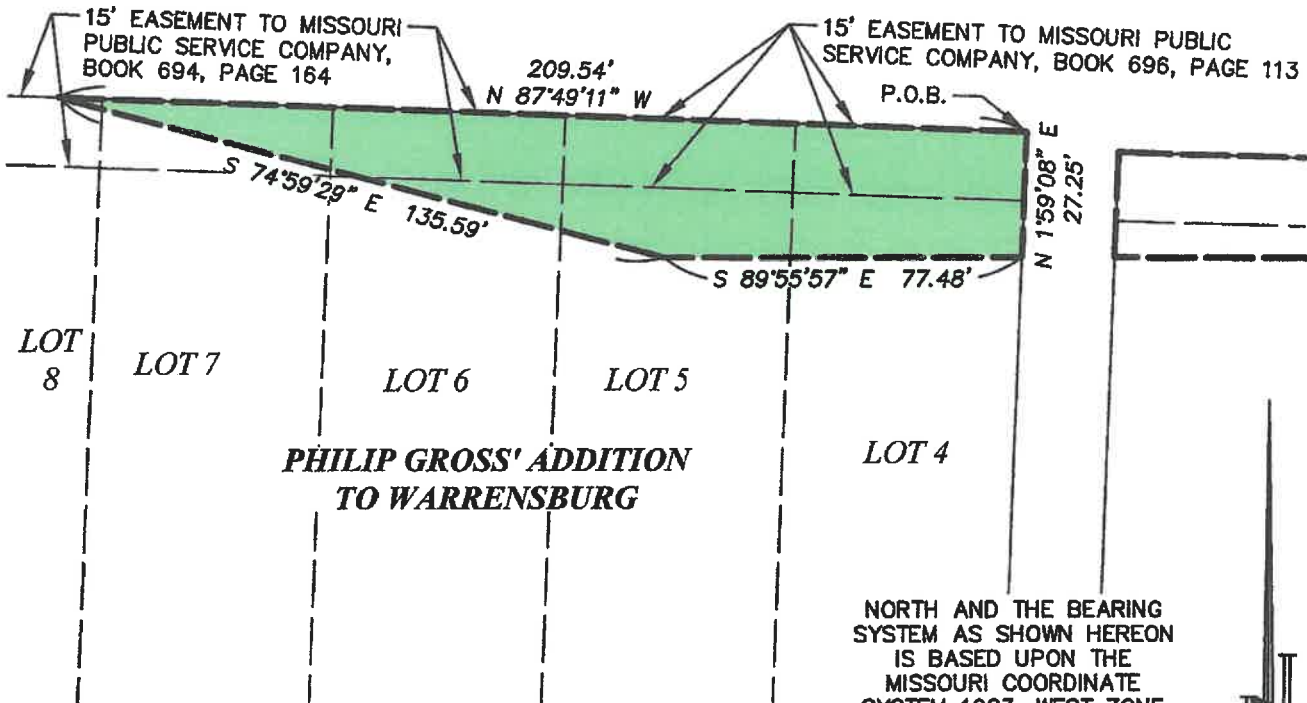 15' EASEMENT TO MISSOURI
PUBLIC SERVICE COMPANY,
BOOK 694, PAGE 164
15' EASEMENT TO MISSOURI PUBLIC
SERVICE COMPANY, BOOK 696, PAGE 113
209.54'
N 87°49'11" W
P.O.B.
N 1°59'08" E
27.25'
S 74°59'29" E 135.59'
S 89°55'57" E 77.48'
LOT
8
LOT 7
LOT 6
LOT 5
LOT 4
PHILIP GROSS' ADDITION
TO WARRENSBURG
NORTH AND THE BEARING
SYSTEM AS SHOWN HEREON
IS BASED UPON THE
MISSOURI COORDINATE